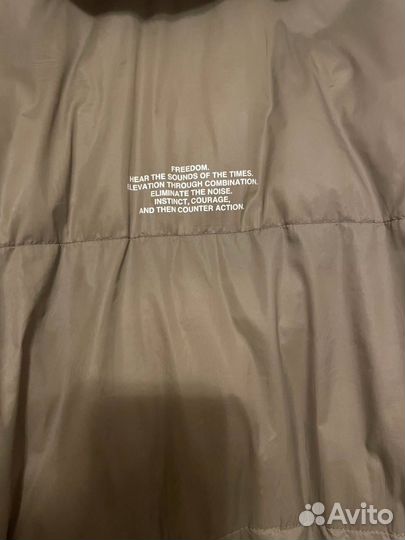 FREEDOM.
HEAR THE SOUNDS OF THE TIMES.
ELEVATION THROUGH COMBINATION.
ELIMINATE THE NOISE.
INSTINCT, COURAGE,
AND THEN COUNTER ACTION.
Avito